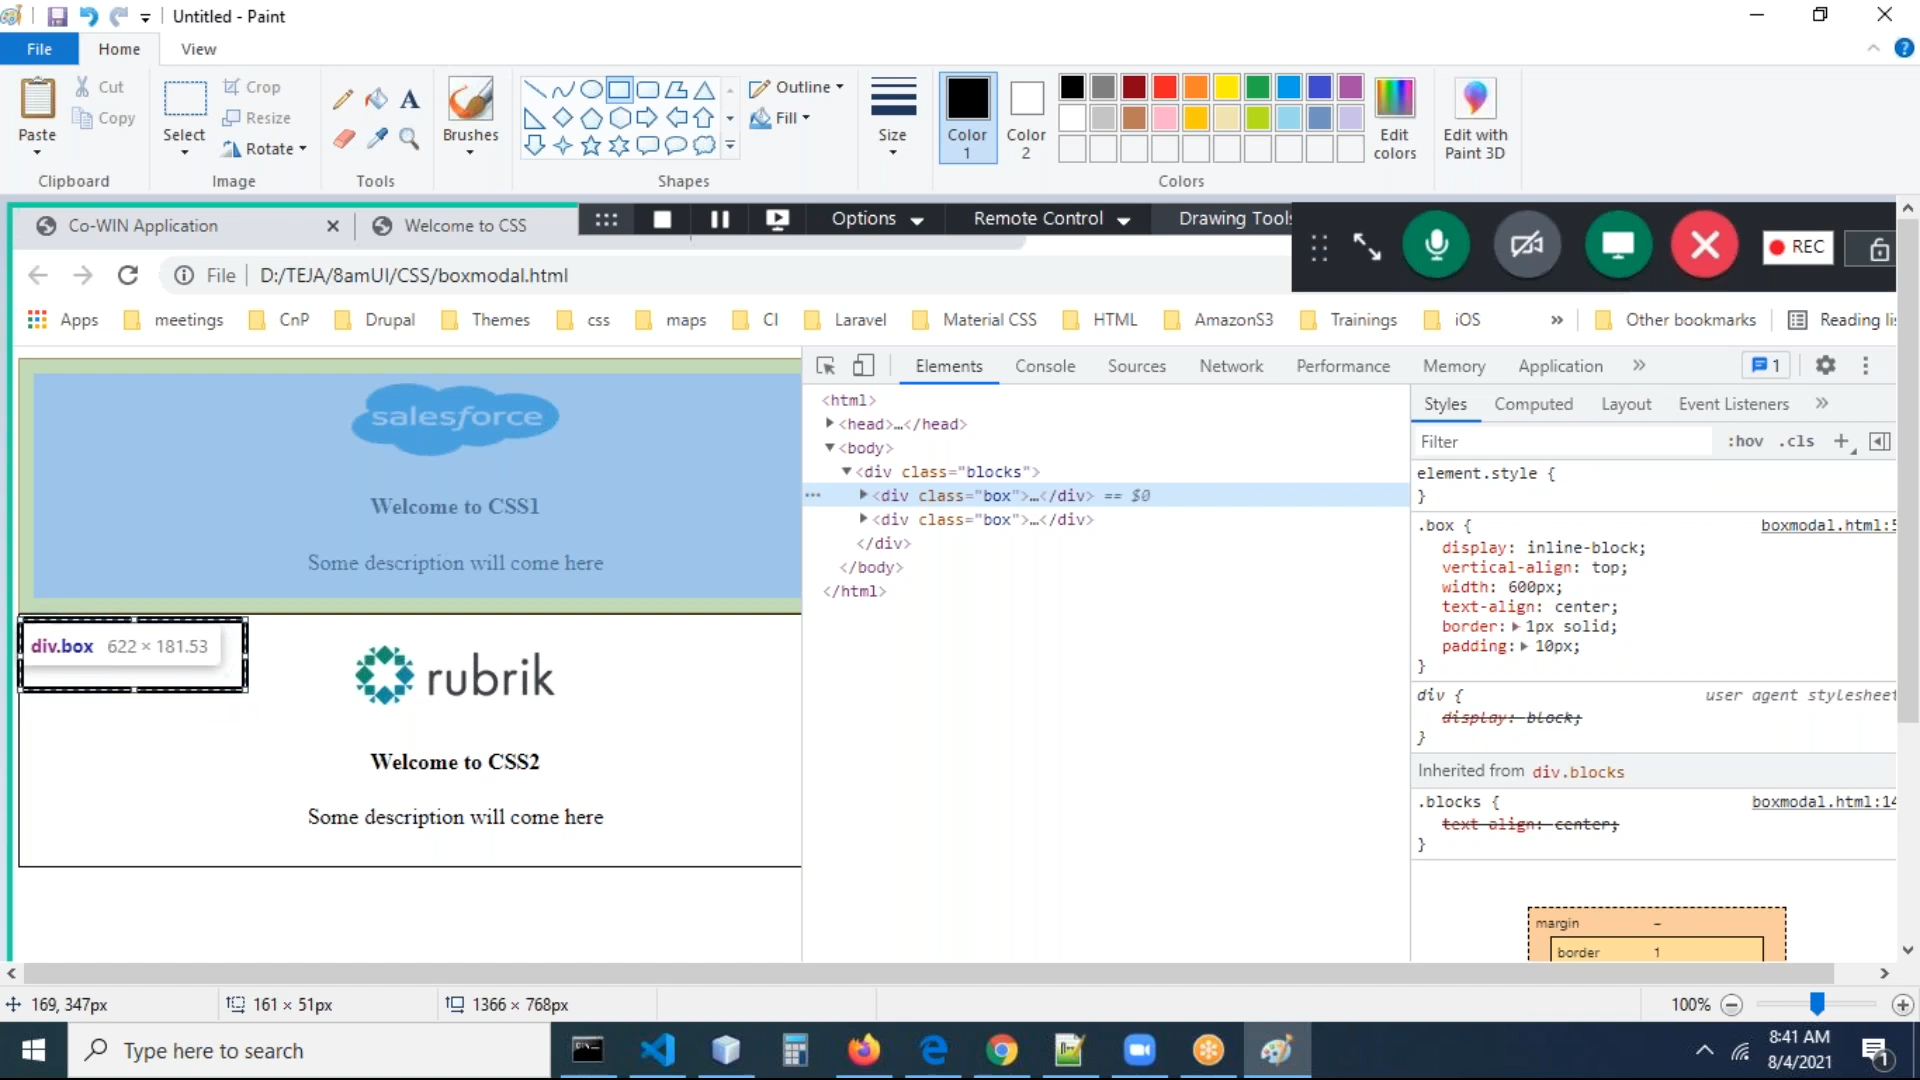 Untitled - Paint
File Home View
Paste
Cut
Copy
Clipboard
Select
Crop
Resize
Rotate
Image
Tools
Brushes
Outline
Fill
Shapes
Size
Color 1
Color 2
Edit colors
Edit with Paint 3D
Colors
Co-WIN Application
Welcome to CSS
Options
Remote Control
Drawing Tools
REC
File D:/TEJA/8amUI/CSS/boxmodal.html
Apps meetings CnP Drupal Themes css maps CI Laravel Material CSS HTML AmazonS3 Trainings iOS » Other bookmarks Reading lis
salesforce
Welcome to CSS1
Some description will come here
div.box 622 × 181.53
rubrik
Welcome to CSS2
Some description will come here
Elements Console Sources Network Performance Memory Application » 1
<html>
<head>…</head>
<body>
<div class="blocks">
<div class="box">…</div> == $0
<div class="box">…</div>
</div>
</body>
</html>
Styles Computed Layout Event Listeners »
Filter :hov .cls +
element.style {
}
.box { boxmodal.html:5
display: inline-block;
vertical-align: top;
width: 600px;
text-align: center;
border: 1px solid;
padding: 10px;
}
div { user agent stylesheet
display: block;
}
Inherited from div.blocks
.blocks { boxmodal.html:14
text-align: center;
}
margin –
border 1
169, 347px
161 × 51px
1366 × 768px
100%
Type here to search
8:41 AM
8/4/2021
1